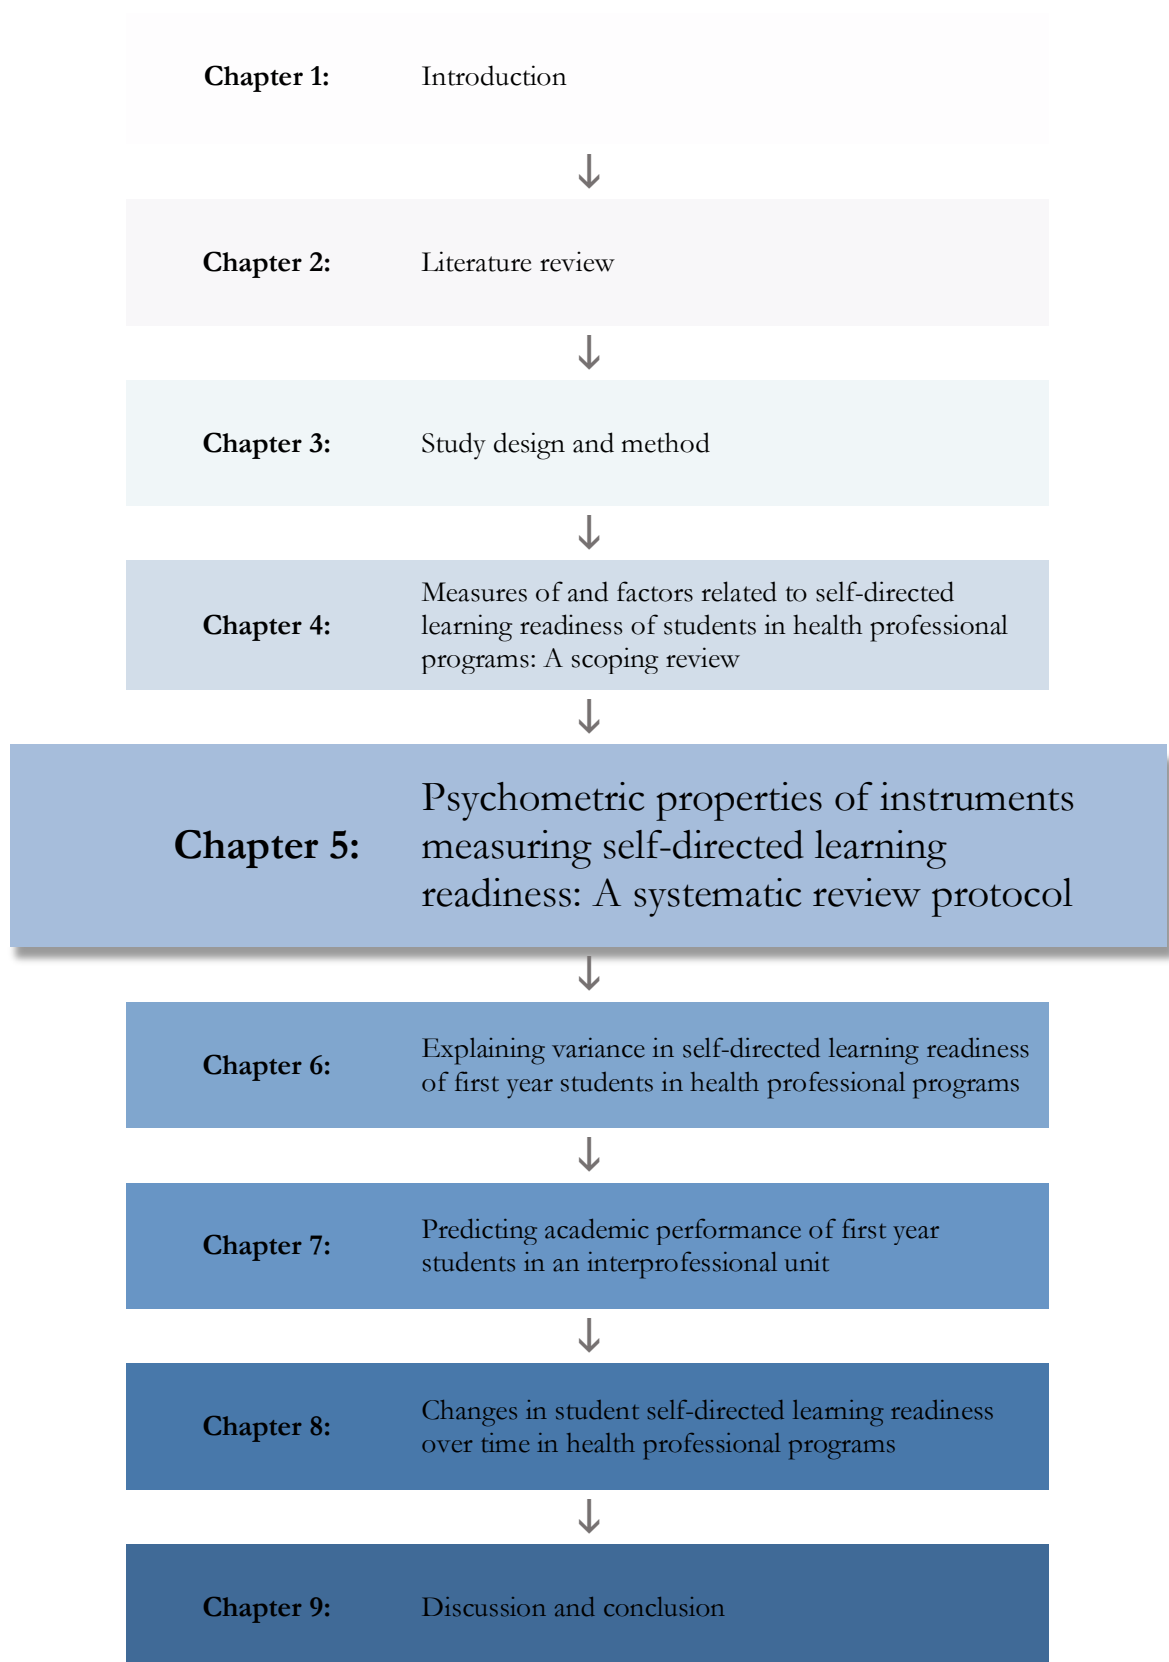 Chapter 1: Introduction
Chapter 2: Literature review
Chapter 3: Study design and method
Measures of and factors related to self-directed
Chapter 4: learning readiness of students in health professional
programs: A scoping review
Psychometric properties of instruments
Chapter 5: measuring self-directed learning
readiness: A systematic review protocol
Chapter 6: Explaining variance in self-directed learning readiness
of first year students in health professional programs
Chapter 7: Predicting academic performance of first year
students in an interprofessional unit
Chapter 8: Changes in student self-directed learning readiness
over time in health professional programs
Chapter 9: Discussion and conclusion